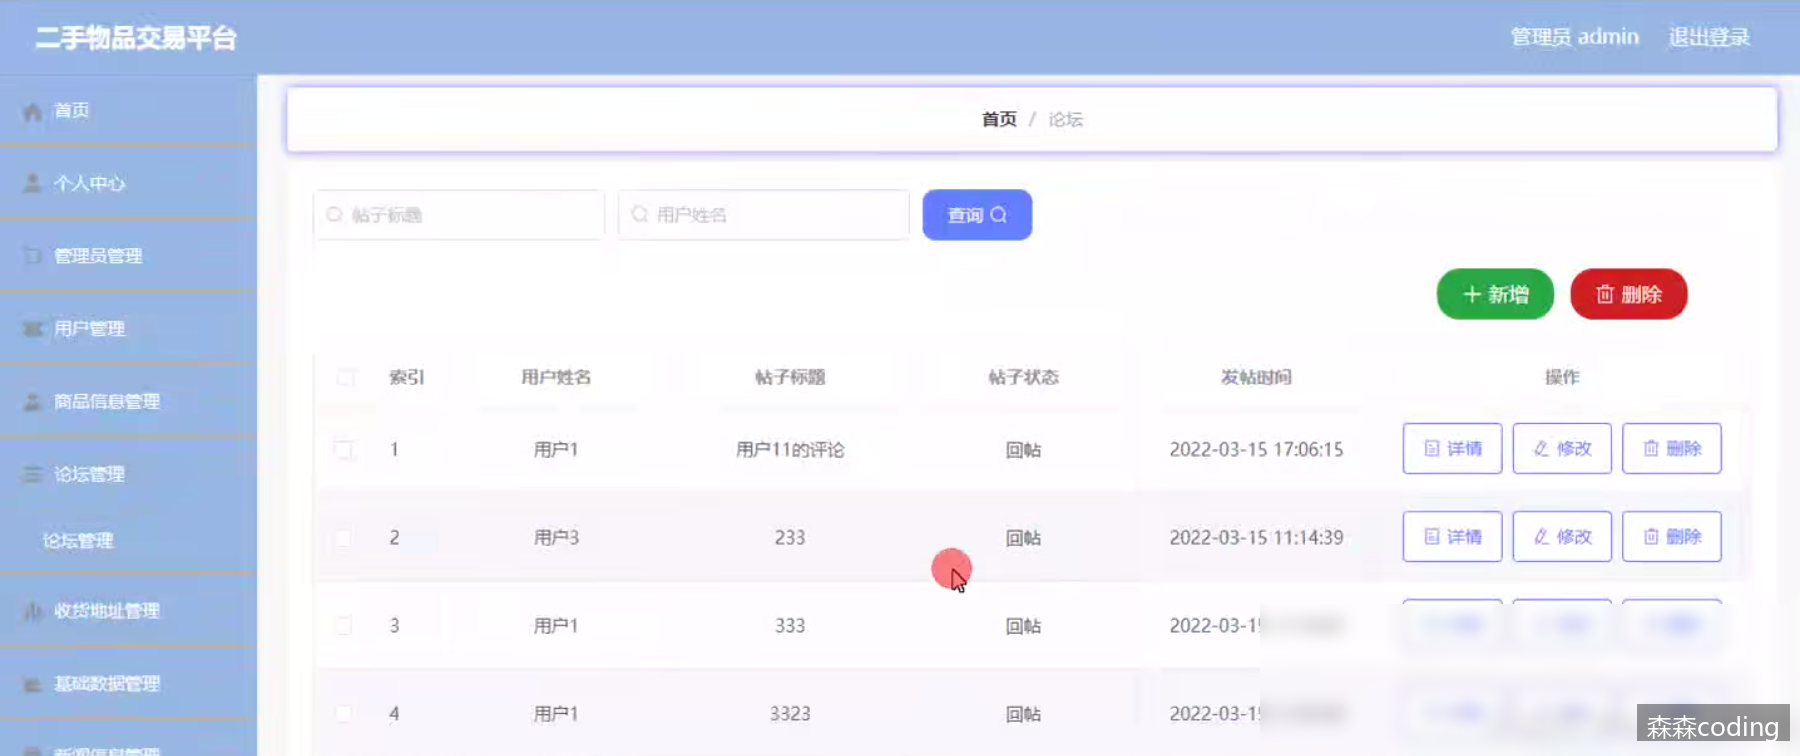 二手物品交易平台
管理员 admin 退出登录
首页
个人中心
管理员管理
用户管理
商品信息管理
论坛管理
论坛管理
收货地址管理
基础数据管理
新闻信息管理
首页 / 论坛
帖子标题 用户姓名 查询
新增 删除
索引 用户姓名 帖子标题 帖子状态 发帖时间 操作
1 用户1 用户11的评论 回帖 2022-03-15 17:06:15 详情 修改 删除
2 用户3 233 回帖 2022-03-15 11:14:39 详情 修改 删除
3 用户1 333 回帖 2022-03-15
4 用户1 3323 回帖 2022-03-15
森森coding